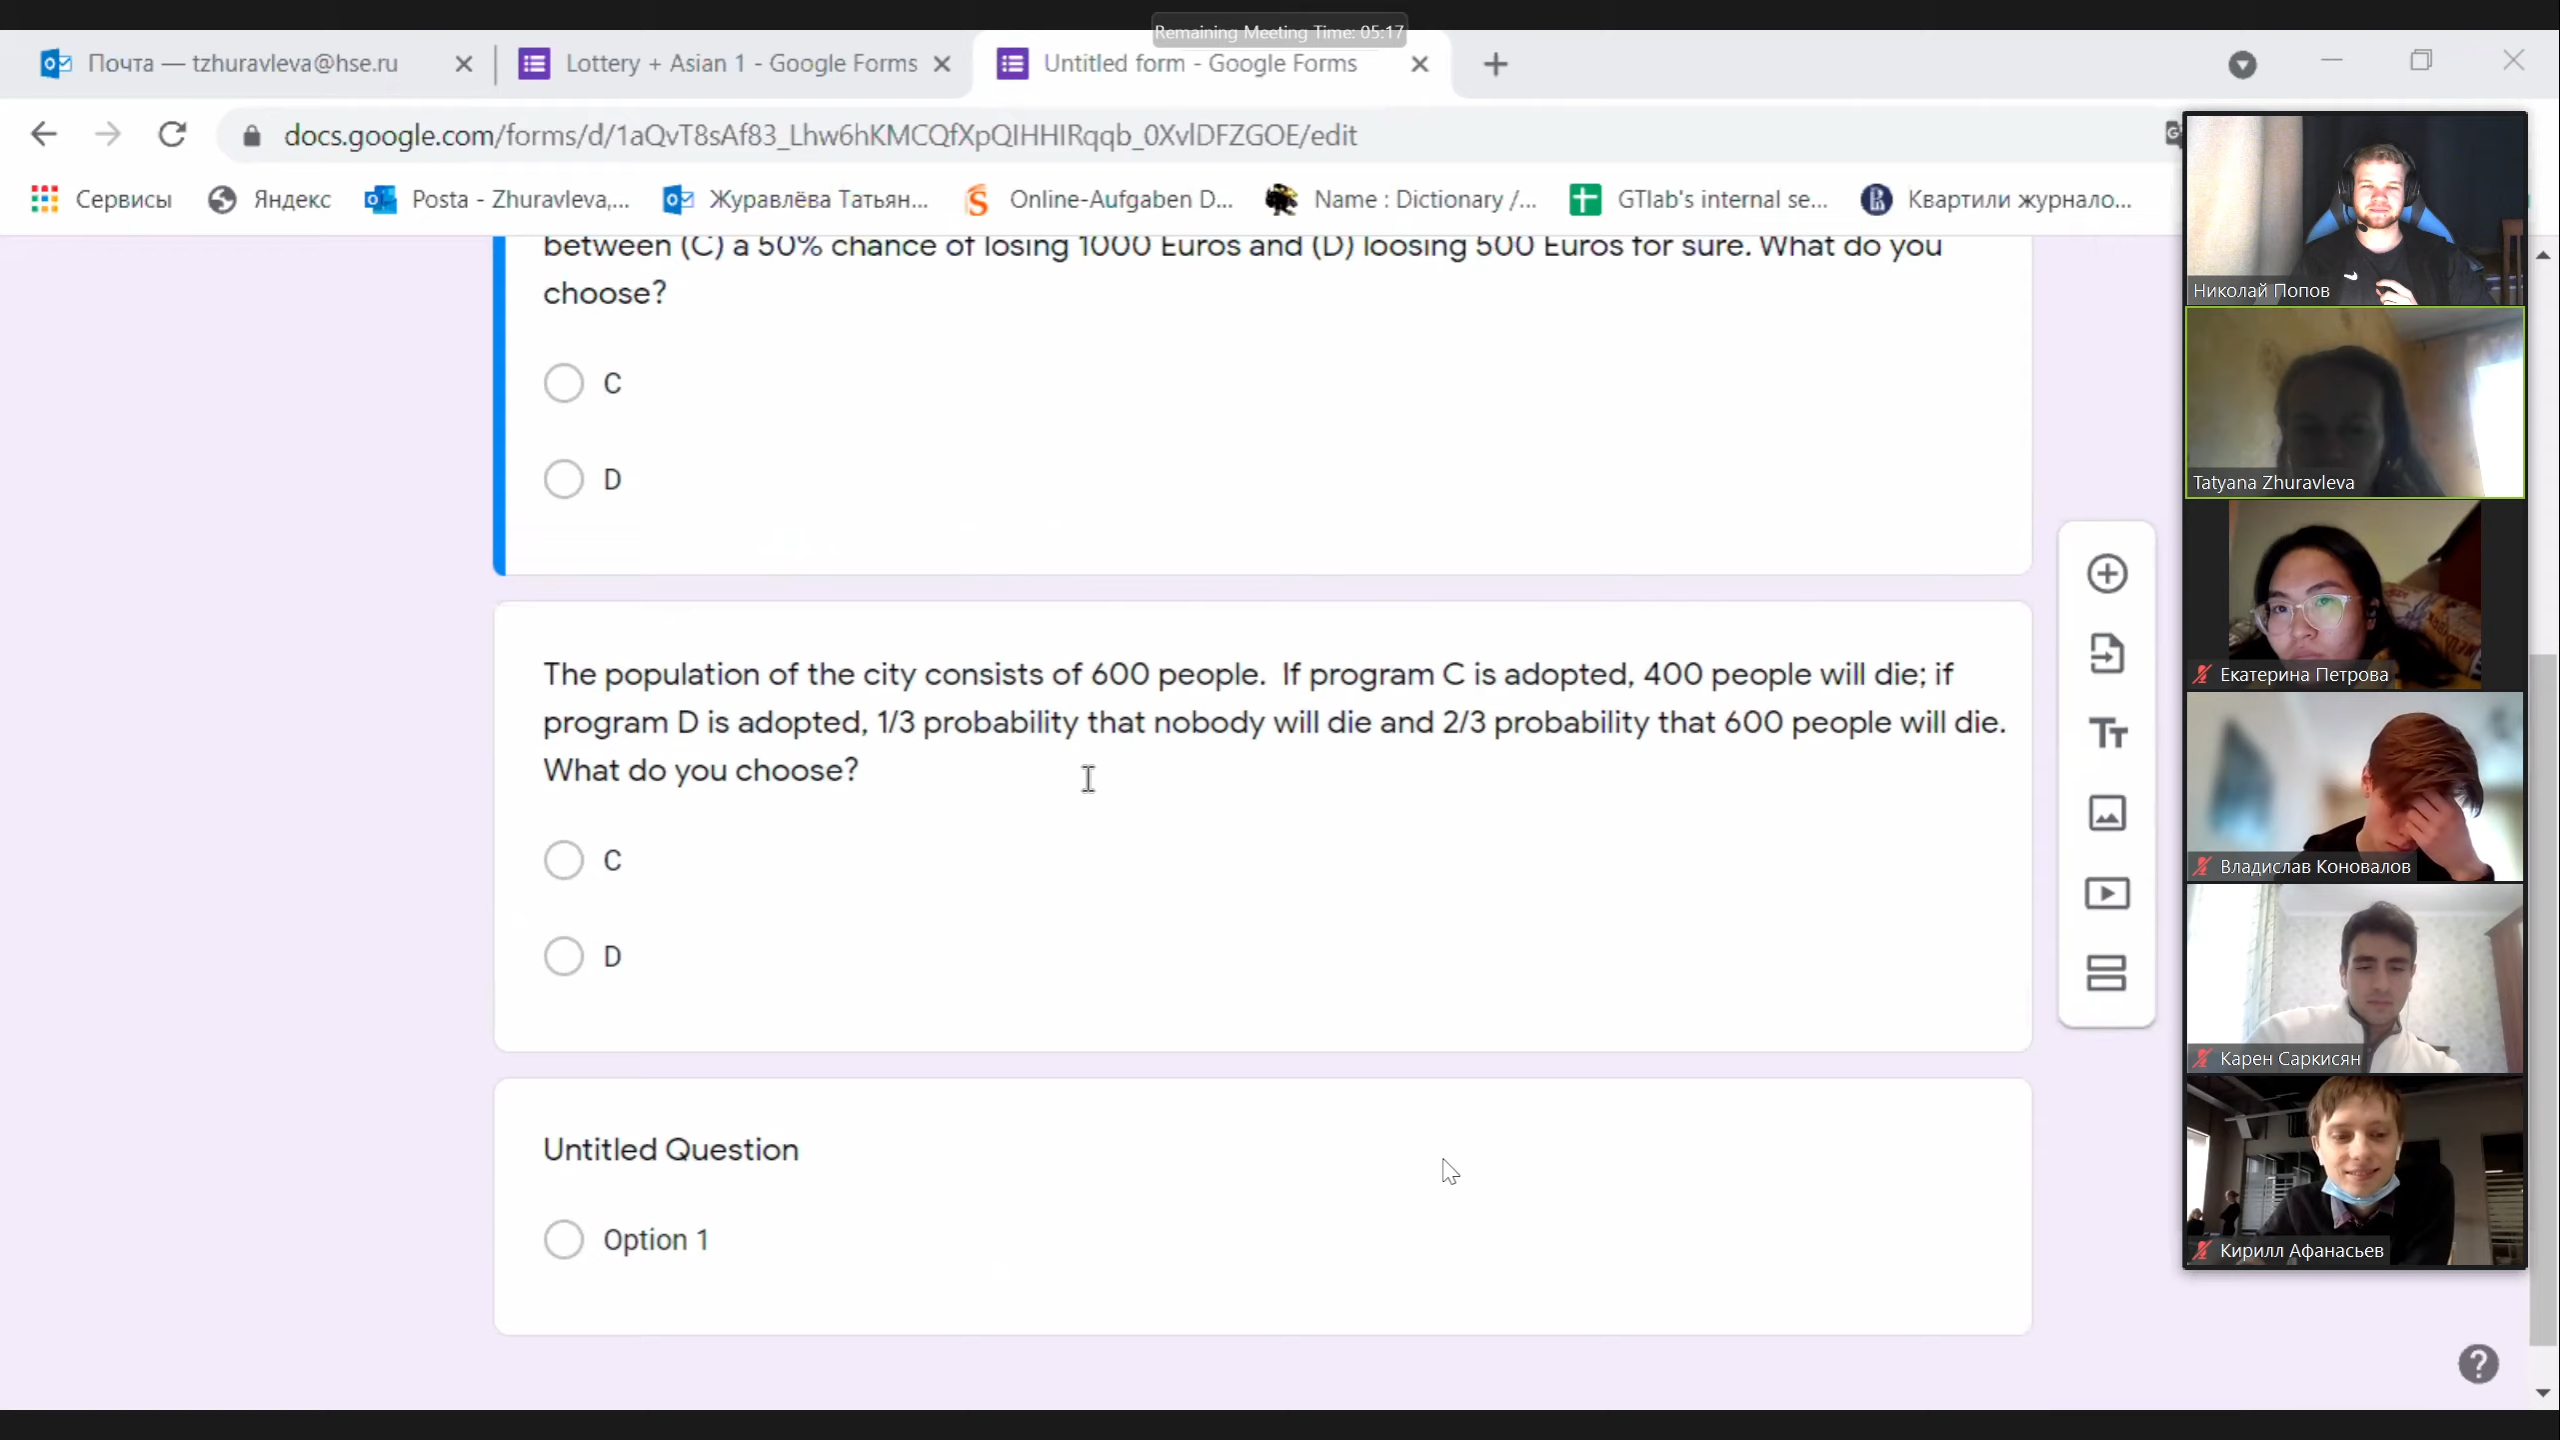 Remaining Meeting Time: 05:17
Почта — tzhuravleva@hse.ru
Lottery + Asian 1 - Google Forms
Untitled form - Google Forms
docs.google.com/forms/d/1aQvT8sAf83_Lhw6hKMCQfXpQIHHIRqqb_0XvlDFZGOE/edit
Сервисы
Яндекс
Posta - Zhuravleva,...
Журавлёва Татьян...
Online-Aufgaben D...
Name : Dictionary /...
GTlab's internal se...
Квартили журнало...
between (C) a 50% chance of losing 1000 Euros and (D) loosing 500 Euros for sure. What do you
choose?
C
D
The population of the city consists of 600 people. If program C is adopted, 400 people will die; if
program D is adopted, 1/3 probability that nobody will die and 2/3 probability that 600 people will die.
What do you choose?
C
D
Untitled Question
Option 1
Николай Попов
Tatyana Zhuravleva
Екатерина Петрова
Владислав Коновалов
Карен Саркисян
Кирилл Афанасьев